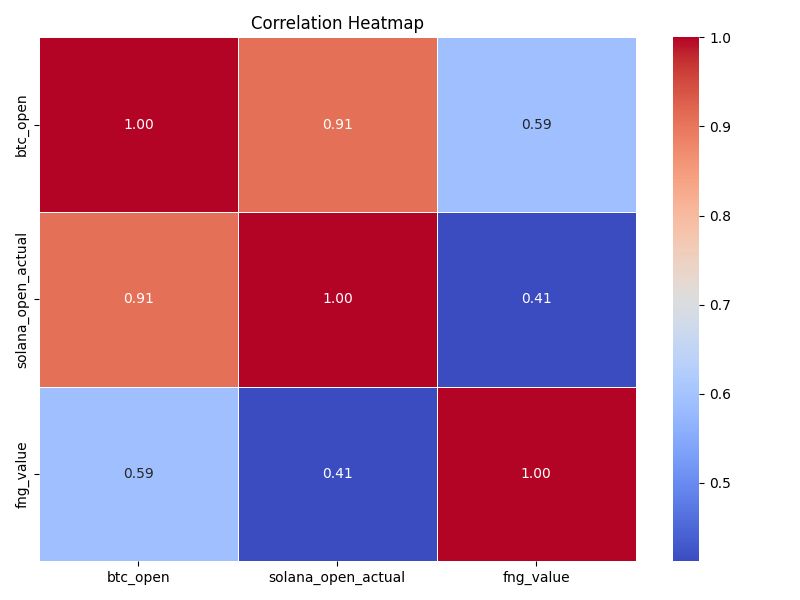 Correlation Heatmap
btc_open
1.00
0.91
0.59
solana_open_actual
0.91
1.00
0.41
fng_value
0.59
0.41
1.00
btc_open
solana_open_actual
fng_value
1.0
0.9
0.8
0.7
0.6
0.5